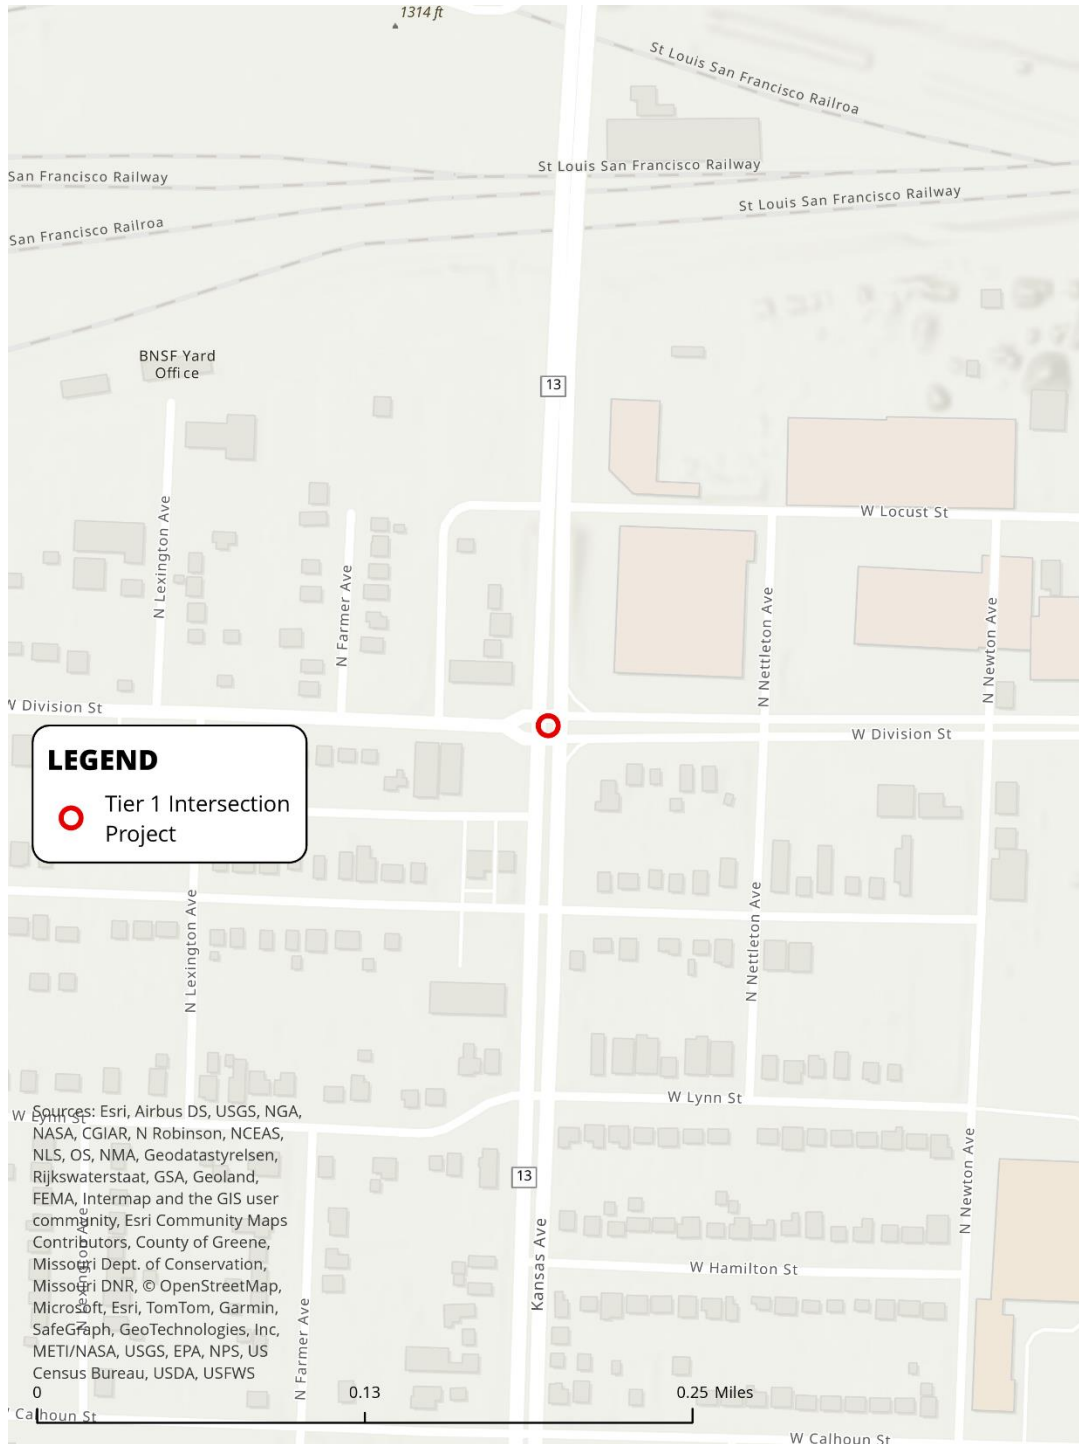 1314 ft
St Louis San Francisco Railroa
St Louis San Francisco Railway
San Francisco Railway
St Louis San Francisco Railway
San Francisco Railroa
BNSF Yard
Office
13
W Locust St
N Lexington Ave
N Farmer Ave
N Nettleton Ave
N Newton Ave
W Division St
W Division St
LEGEND
Tier 1 Intersection
Project
N Lexington Ave
N Nettleton Ave
W Lynn St
W Lynn St
Sources: Esri, Airbus DS, USGS, NGA,
NASA, CGIAR, N Robinson, NCEAS,
NLS, OS, NMA, Geodatastyrelsen,
Rijkswaterstaat, GSA, Geoland,
FEMA, Intermap and the GIS user
community, Esri Community Maps
Contributors, County of Greene,
Missouri Dept. of Conservation,
Missouri DNR, © OpenStreetMap,
Microsoft, Esri, TomTom, Garmin,
SafeGraph, GeoTechnologies, Inc,
METI/NASA, USGS, EPA, NPS, US
Census Bureau, USDA, USFWS
13
N Newton Ave
N Lexington Ave
Kansas Ave
W Hamilton St
N Farmer Ave
0
0.13
0.25 Miles
Calhoun St
W Calhoun St